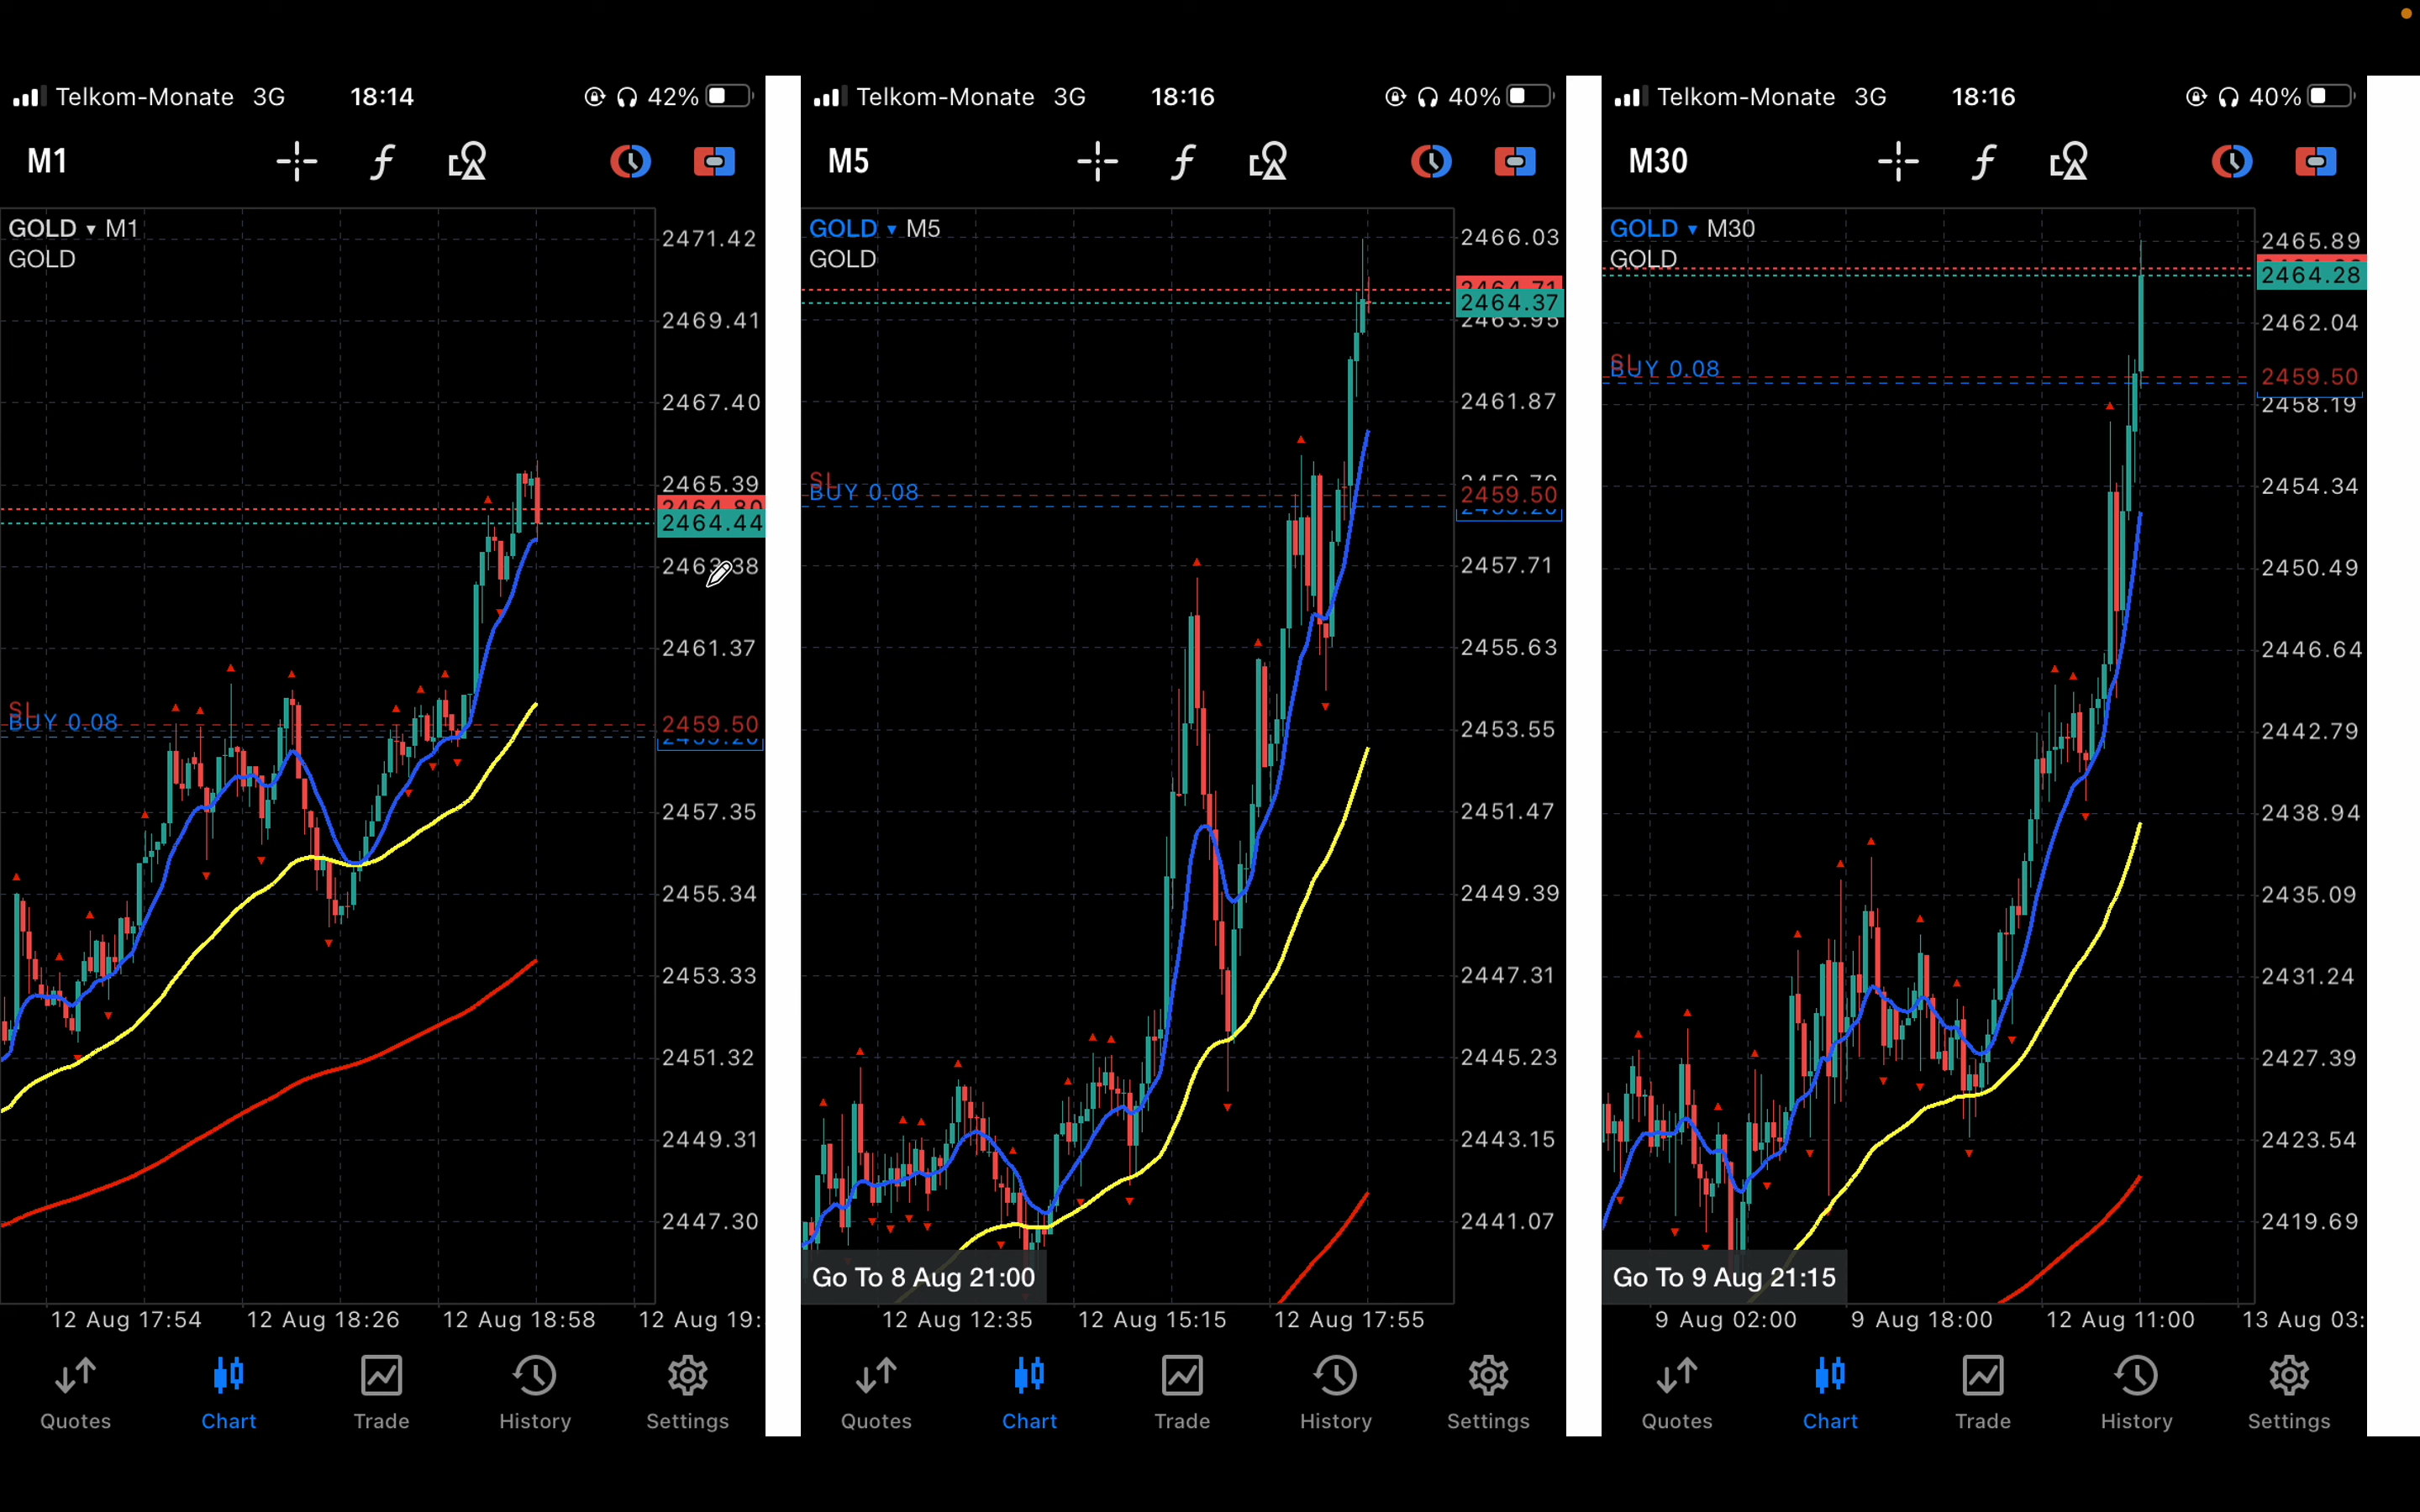 Telkom-Monate 3G 18:14 42%
M1
GOLD ▾ M1
GOLD
2471.42
2469.41
2467.40
2465.39
2464.80
2464.44
2461.37
SL
BUY 0.08
2459.50
2457.35
2455.34
2453.33
2451.32
2449.31
2447.30
12 Aug 17:54 12 Aug 18:26 12 Aug 18:58 12 Aug 19:
Quotes Chart Trade History Settings
Telkom-Monate 3G 18:16 40%
M5
GOLD ▾ M5
GOLD
2466.03
2464.71
2464.37
2463.95
2461.87
SL
BUY 0.08
2459.50
2457.71
2455.63
2453.55
2451.47
2449.39
2447.31
2445.23
2443.15
2441.07
Go To 8 Aug 21:00
12 Aug 12:35 12 Aug 15:15 12 Aug 17:55
Quotes Chart Trade History Settings
Telkom-Monate 3G 18:16 40%
M30
GOLD ▾ M30
GOLD
2465.89
2464.28
2462.04
SL
BUY 0.08
2459.50
2458.19
2454.34
2450.49
2446.64
2442.79
2438.94
2435.09
2431.24
2427.39
2423.54
2419.69
Go To 9 Aug 21:15
9 Aug 02:00 9 Aug 18:00 12 Aug 11:00 13 Aug 03:
Quotes Chart Trade History Settings